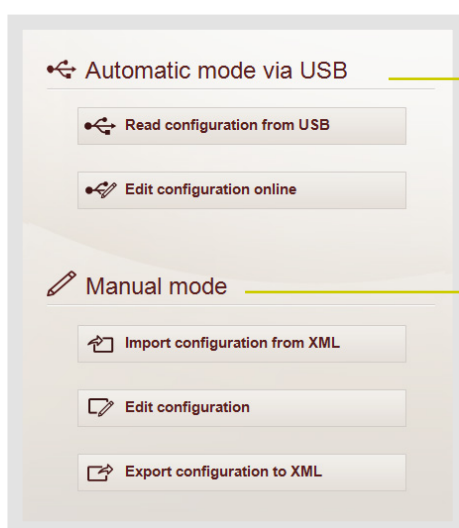 Automatic mode via USB
Read configuration from USB
Edit configuration online
Manual mode
Import configuration from XML
Edit configuration
Export configuration to XML